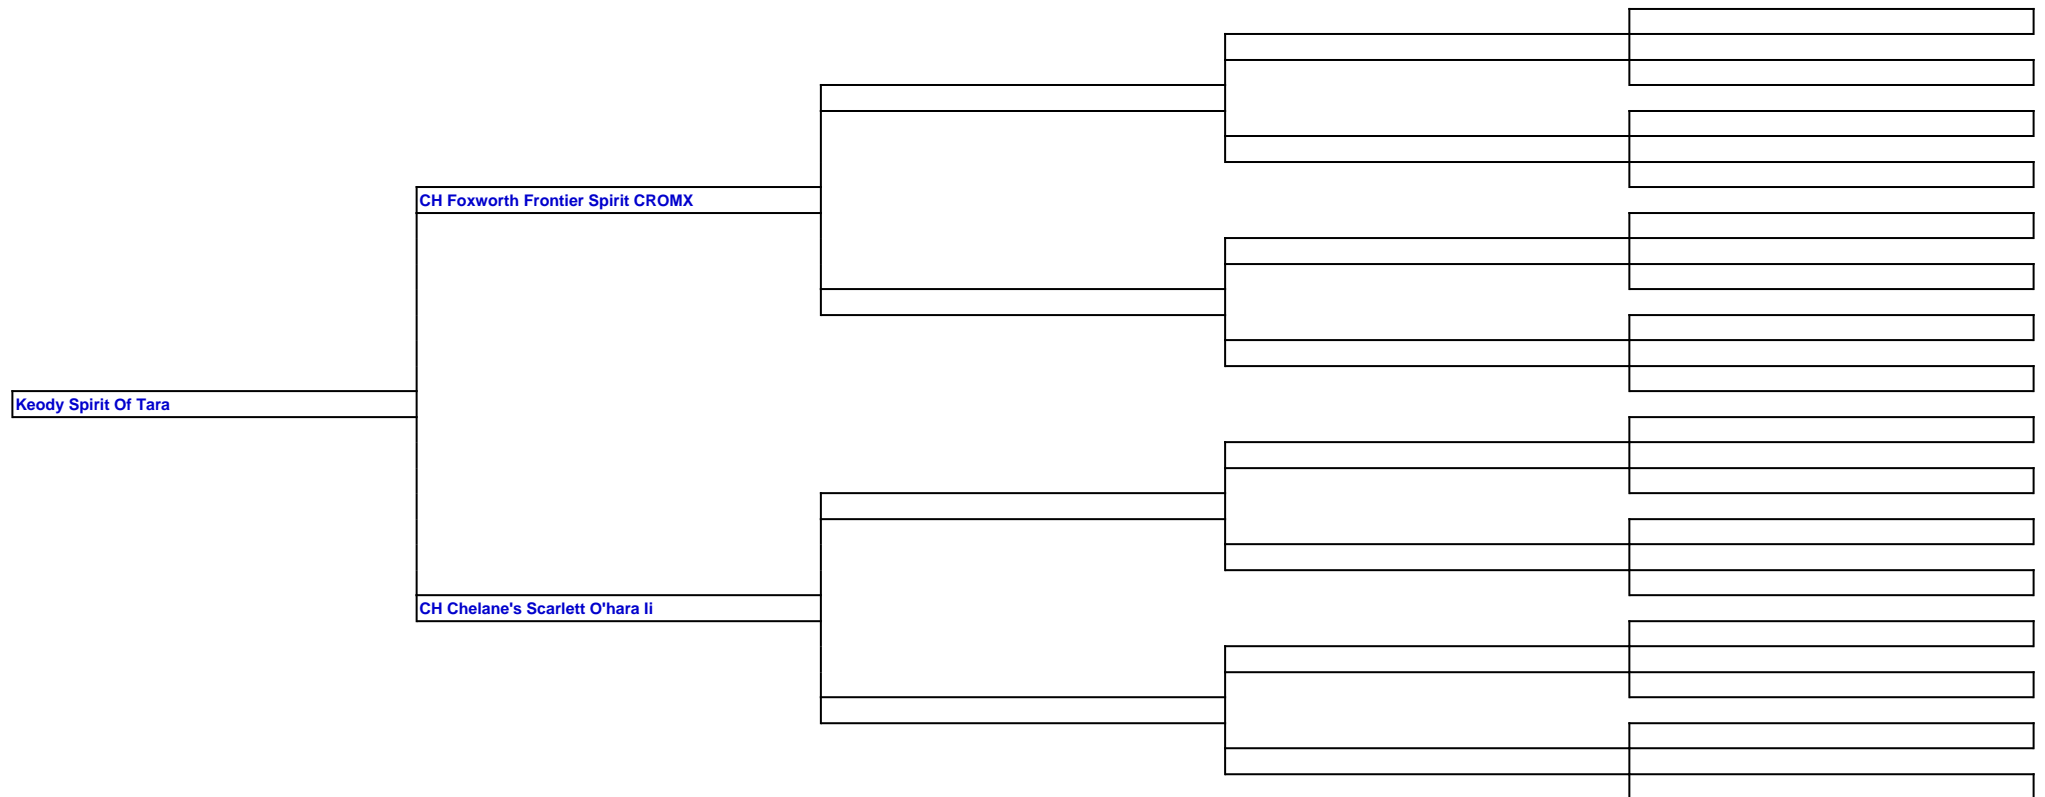 CH Foxworth Frontier Spirit CROMX
Keody Spirit Of Tara
CH Chelane's Scarlett O'hara Ii